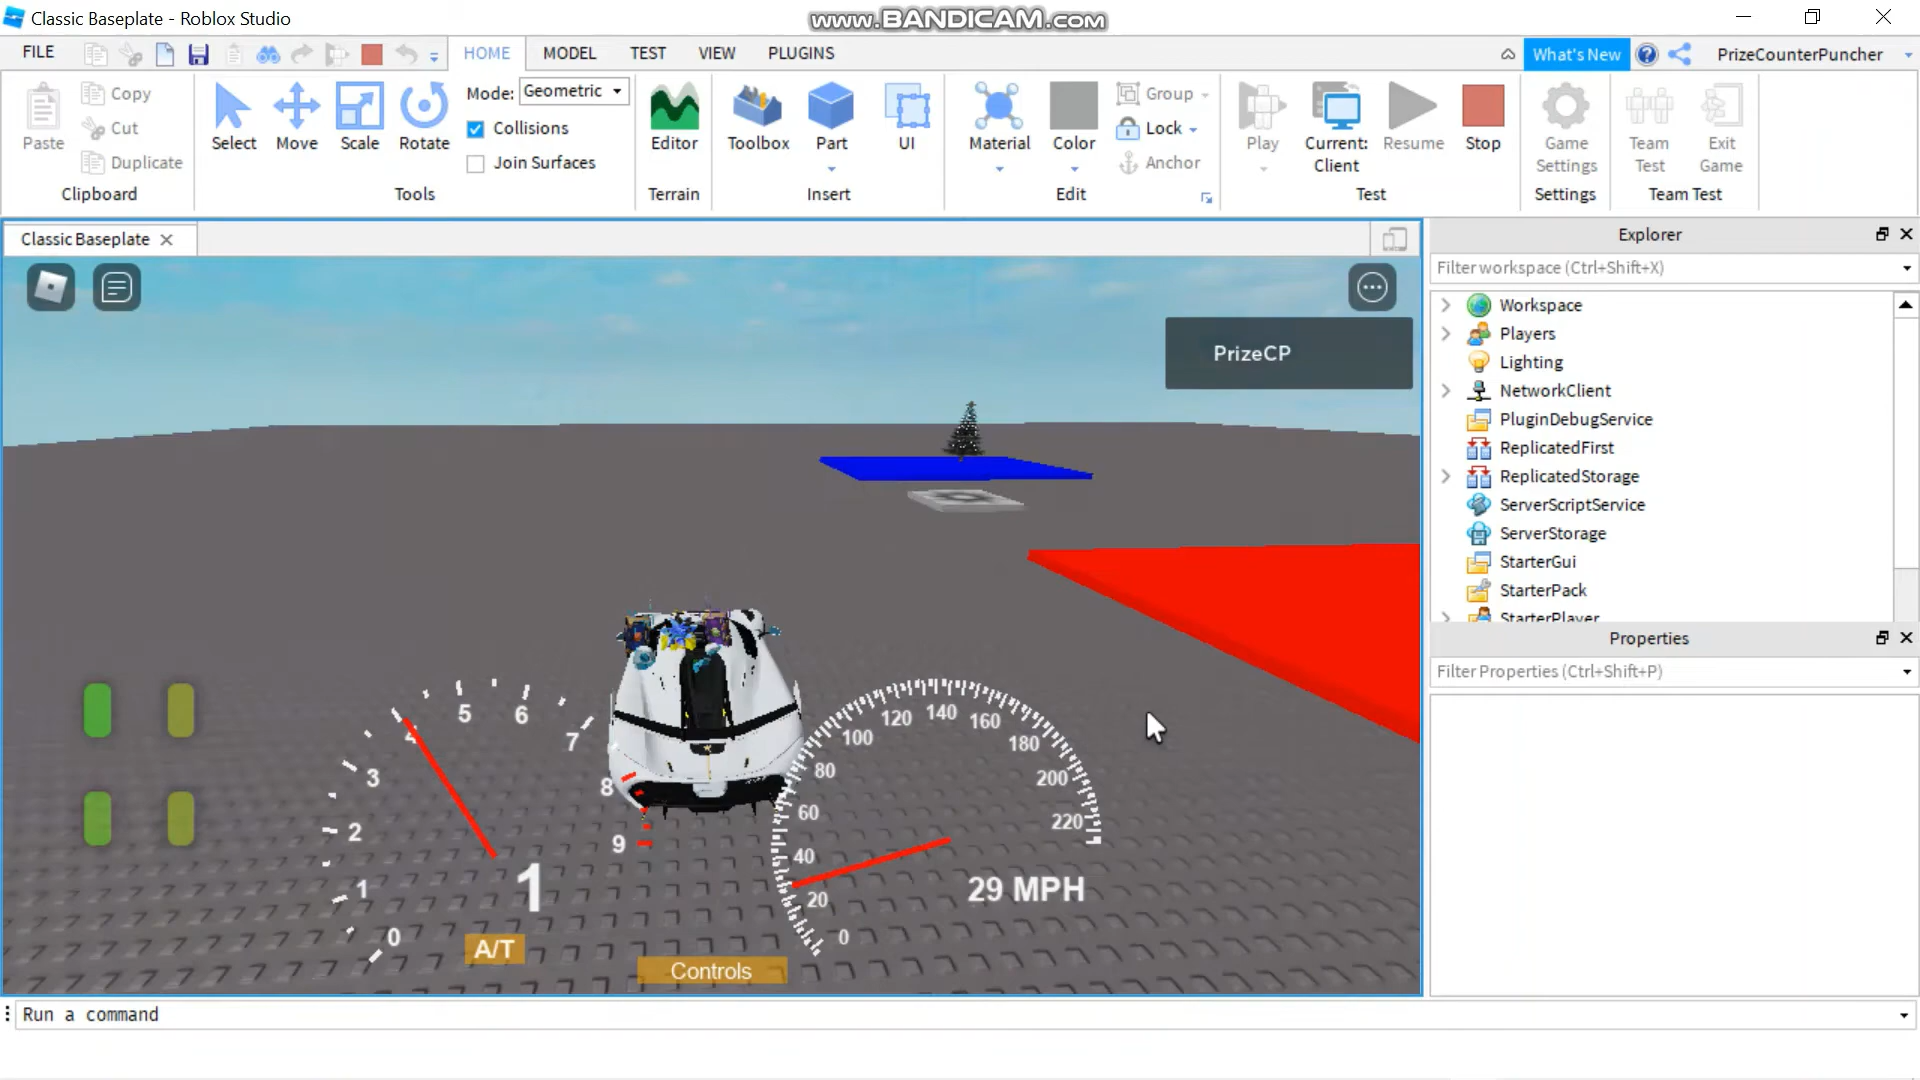 Classic Baseplate - Roblox Studio
www.BANDICAM.com
FILE
HOME
MODEL
TEST
VIEW
PLUGINS
What's New
PrizeCounterPuncher
Paste
Copy
Cut
Duplicate
Clipboard
Select
Move
Scale
Rotate
Mode:
Geometric
Collisions
Join Surfaces
Tools
Editor
Terrain
Toolbox
Part
UI
Insert
Material
Color
Group
Lock
Anchor
Edit
Play
Current:
Client
Resume
Stop
Test
Game
Settings
Settings
Team
Test
Exit
Game
Team Test
Classic Baseplate
PrizeCP
0
1
2
3
4
5
6
7
8
9
1
A/T
Controls
0
20
40
60
80
100
120
140
160
180
200
220
29 MPH
Explorer
Filter workspace (Ctrl+Shift+X)
Workspace
Players
Lighting
NetworkClient
PluginDebugService
ReplicatedFirst
ReplicatedStorage
ServerScriptService
ServerStorage
StarterGui
StarterPack
StarterPlayer
Properties
Filter Properties (Ctrl+Shift+P)
Run a command